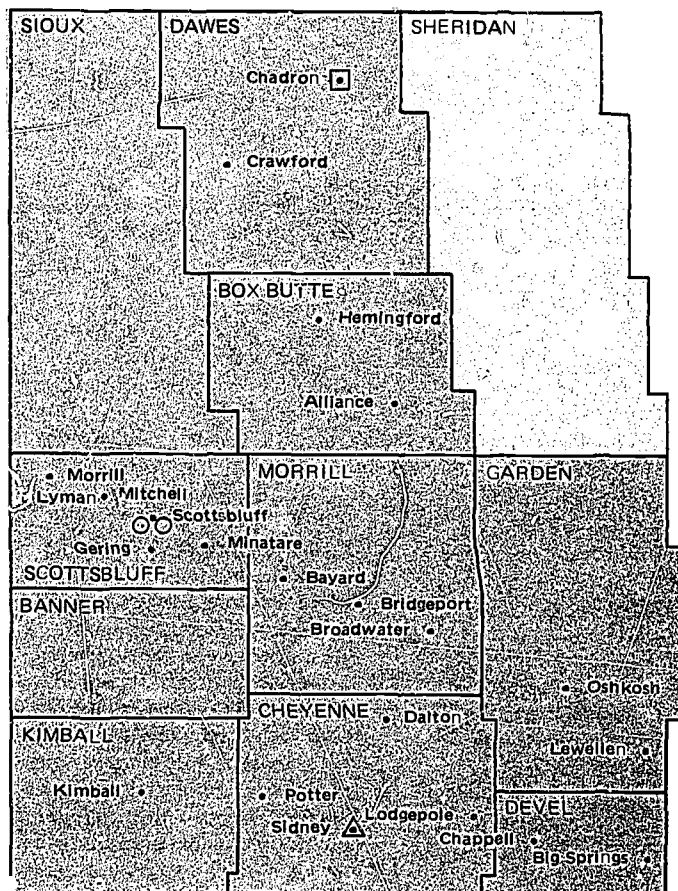 SIOUX
DAWES
SHERIDAN
Chadron
Crawford
BOX BUTTE
Hemingford
Alliance
Morrill
Lyman
Mitchell
Scottsbluff
Gering
Minatare
SCOTTSBLUFF
MORRILL
Bayard
Bridgeport
Broadwater
GARDEN
Oshkosh
Lewellen
BANNER
KIMBALL
Kimball
CHEYENNE
Dalton
Potter
Sidney
Lodgepole
DEVEL
Chappell
Big Springs